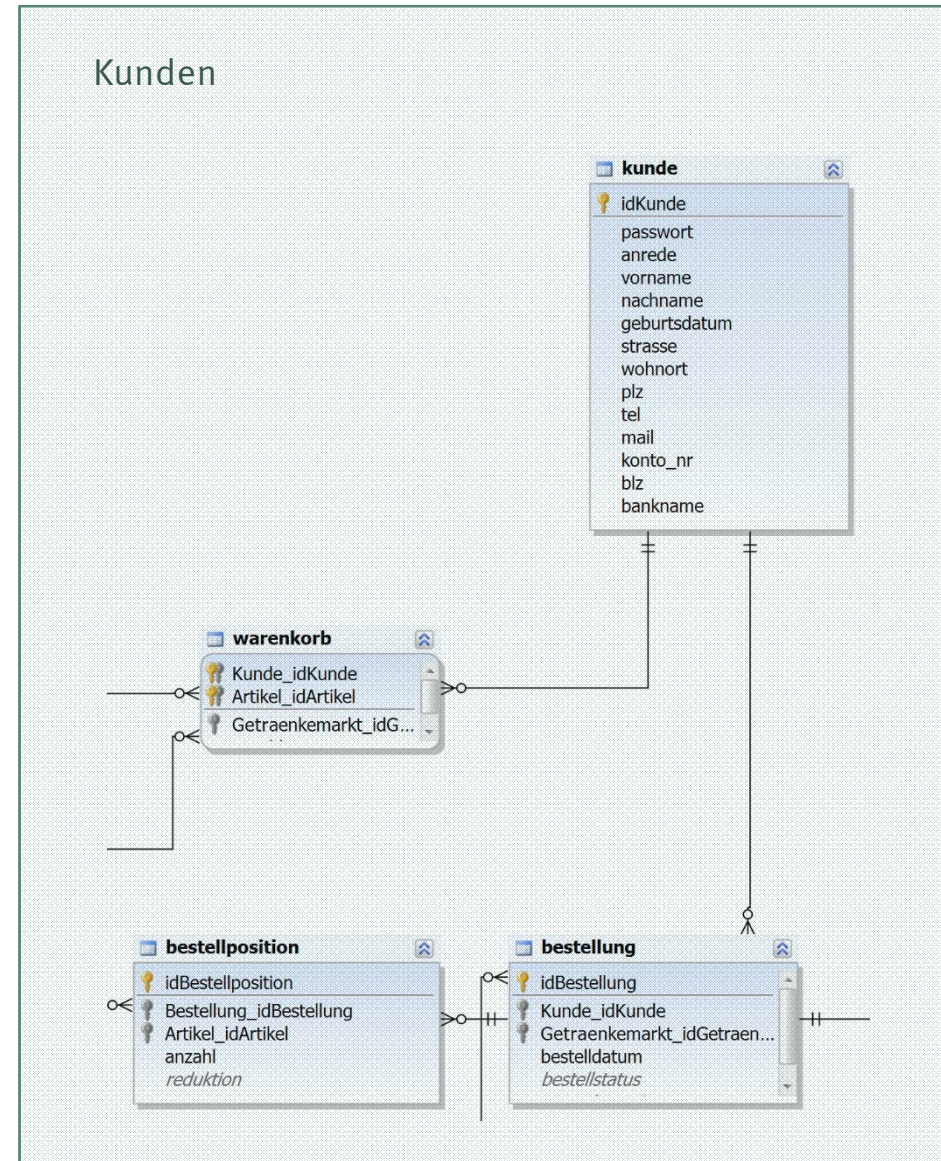 Kunden
kunde
idKunde
passwort
anrede
vorname
nachname
geburtsdatum
strasse
wohnort
plz
tel
mail
konto_nr
blz
bankname
warenkorb
Kunde_idKunde
Artikel_idArtikel
Getraenkemarkt_idG...
bestellposition
idBestellposition
Bestellung_idBestellung
Artikel_idArtikel
anzahl
reduktion
bestellung
idBestellung
Kunde_idKunde
Getraenkemarkt_idGetraen...
bestelldatum
bestellstatus